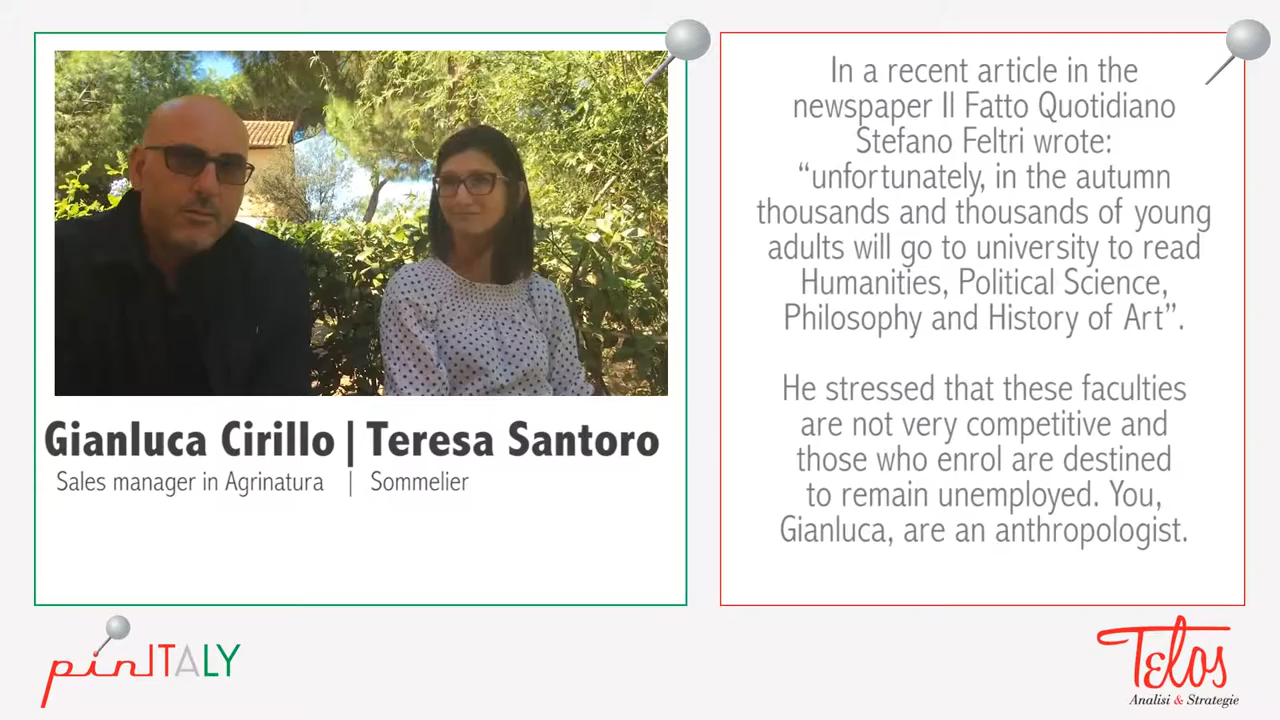 Gianluca Cirillo | Teresa Santoro
Sales manager in Agrinatura | Sommelier
In a recent article in the
newspaper Il Fatto Quotidiano
Stefano Feltri wrote:
“unfortunately, in the autumn
thousands and thousands of young
adults will go to university to read
Humanities, Political Science,
Philosophy and History of Art”.
He stressed that these faculties
are not very competitive and
those who enrol are destined
to remain unemployed. You,
Gianluca, are an anthropologist.
pinITALY
Telos
Analisi & Strategie